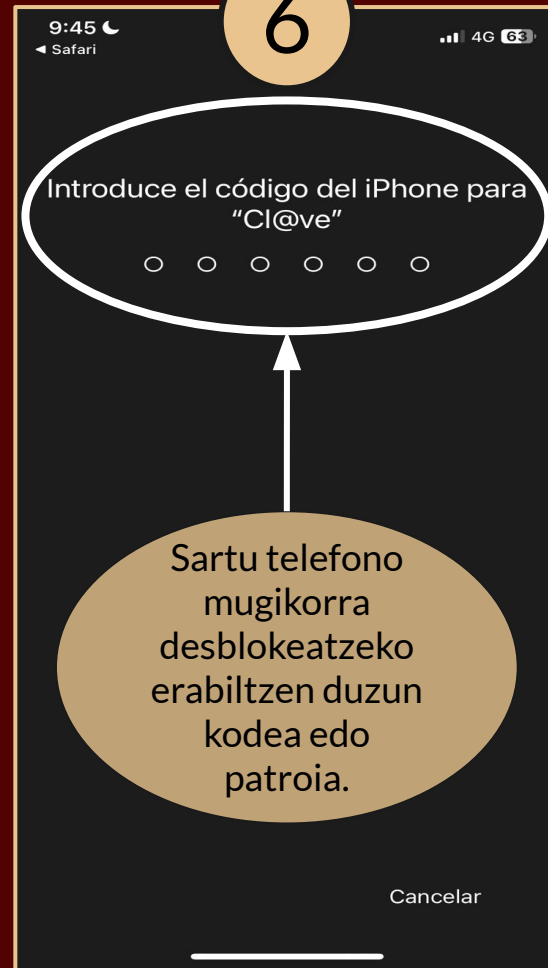 9:45
4G 63
◀ Safari
6
Introduce el código del iPhone para
“Cl@ve”
Sartu telefono
mugikorra
desblokeatzeko
erabiltzen duzun
kodea edo
patroia.
Cancelar